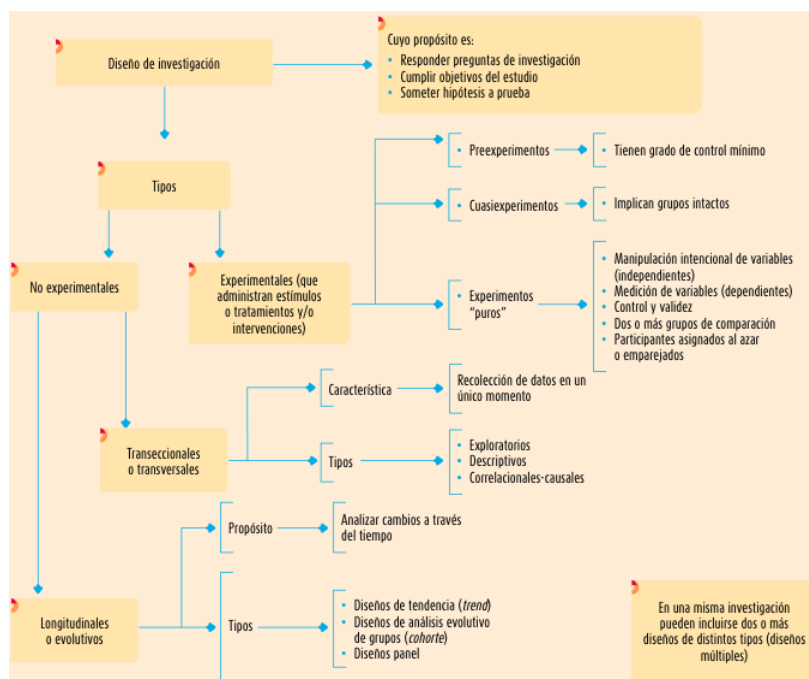 Diseño de investigación
Cuyo propósito es:
• Responder preguntas de investigación
• Cumplir objetivos del estudio
• Someter hipótesis a prueba
Tipos
• Preexperimentos
• Tienen grado de control mínimo
• Cuasiexperimentos
• Implican grupos intactos
No experimentales
Experimentales (que
administran estímulos
o tratamientos y/o
intervenciones)
• Experimentos
"puros"
• Manipulación intencional de variables
(independientes)
• Medición de variables (dependientes)
• Control y validez
• Dos o más grupos de comparación
• Participantes asignados al azar
o emparejados
Característica
Recolección de datos en un
único momento
Transeccionales
o transversales
Tipos
• Exploratorios
• Descriptivos
• Correlacionales-causales
Propósito
Analizar cambios a través
del tiempo
Longitudinales
o evolutivos
Tipos
• Diseños de tendencia (trend)
• Diseños de análisis evolutivo
de grupos (cohorte)
• Diseños panel
En una misma investigación
pueden incluirse dos o más
diseños de distintos tipos (diseños
múltiples)